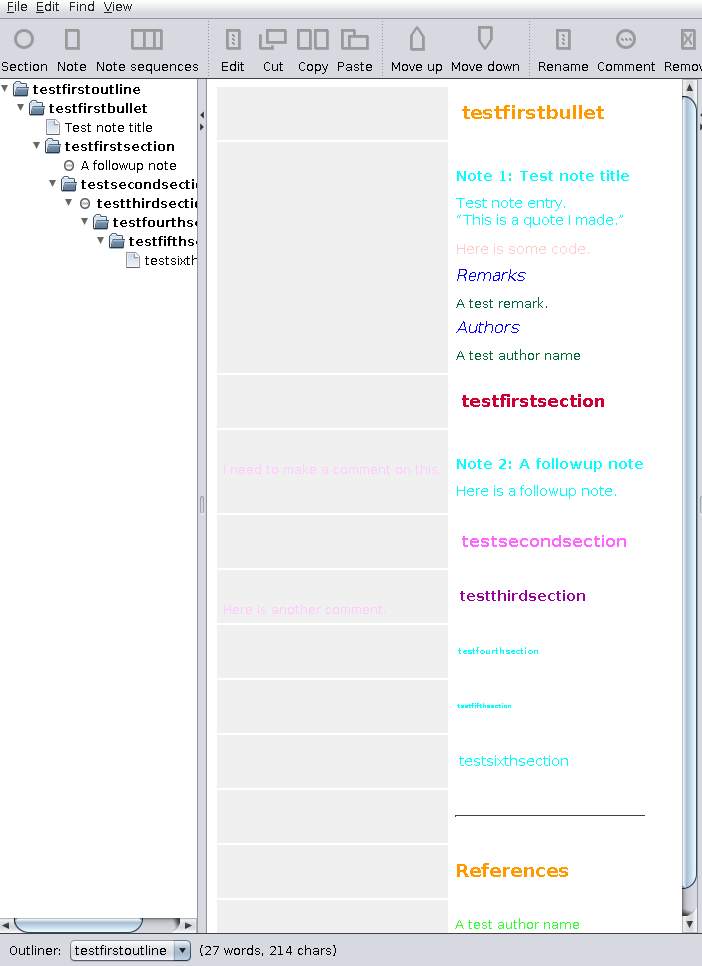 File Edit Find View
Section Note Note sequences Edit Cut Copy Paste Move up Move down Rename Comment Remov
testfirstoutline
testfirstbullet
Test note title
testfirstsection
A followup note
testsecondsecti
testthirdsecti
testfourths
testfifths
testsixth
testfirstbullet
Note 1: Test note title
Test note entry.
“This is a quote I made.”
Here is some code.
Remarks
A test remark.
Authors
A test author name
testfirstsection
I need to make a comment on this.
Note 2: A followup note
Here is a followup note.
testsecondsection
Here is another comment.
testthirdsection
testfourthsection
testfifthsection
testsixthsection
References
A test author name
Outliner: testfirstoutline (27 words, 214 chars)